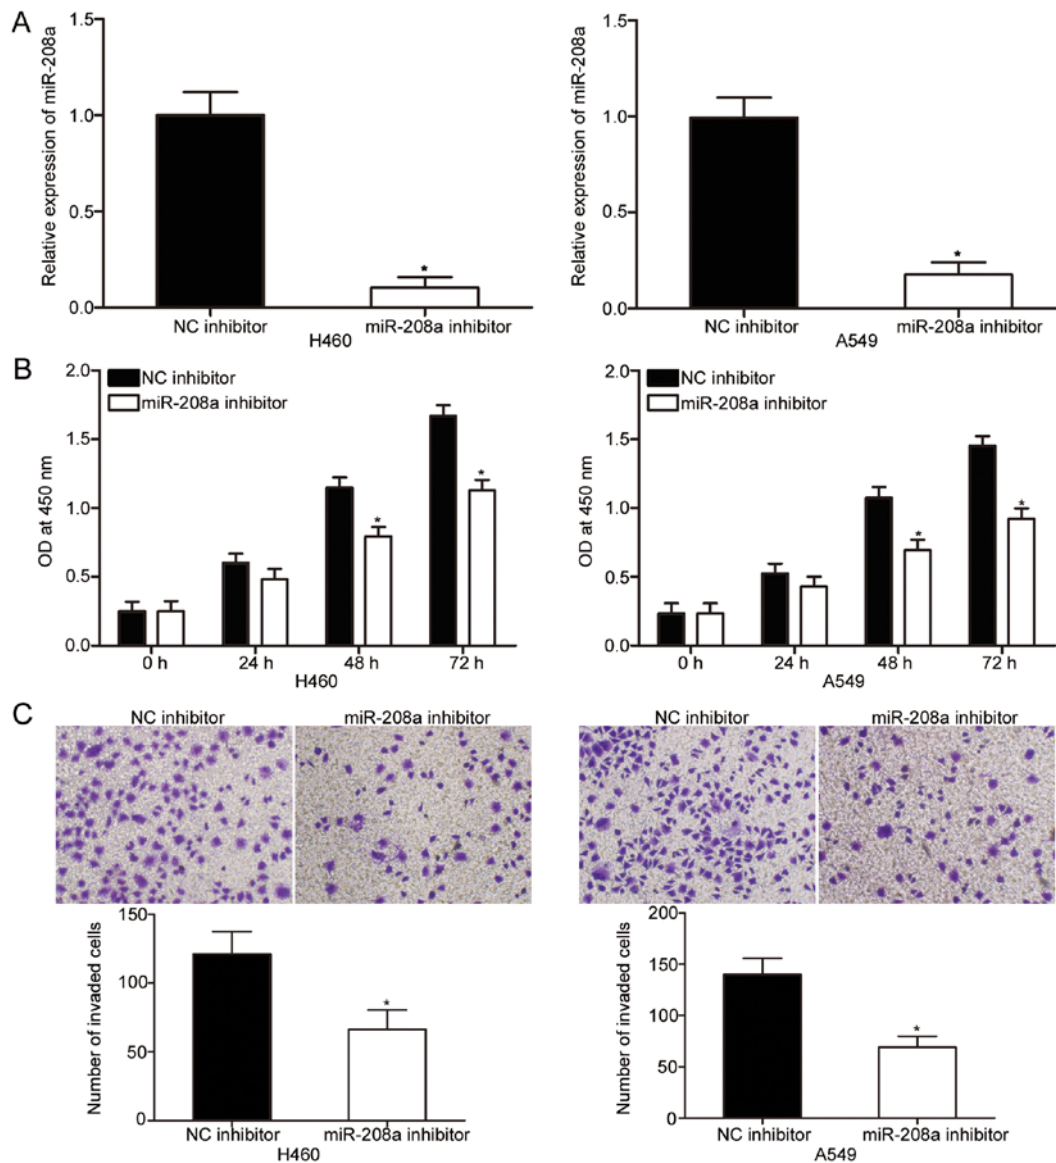 A
Relative expression of miR-208a
1.5
1.0
0.5
0.0
NC inhibitor
*
miR-208a inhibitor
H460
Relative expression of miR-208a
1.5
1.0
0.5
0.0
NC inhibitor
*
miR-208a inhibitor
A549
B
OD at 450 nm
2.0
1.5
1.0
0.5
0.0
NC inhibitor
miR-208a inhibitor
*
*
0 h
24 h
48 h
72 h
H460
OD at 450 nm
2.0
1.5
1.0
0.5
0.0
NC inhibitor
miR-208a inhibitor
*
*
0 h
24 h
48 h
72 h
A549
C
NC inhibitor
miR-208a inhibitor
NC inhibitor
miR-208a inhibitor
Number of invaded cells
150
100
50
0
*
NC inhibitor
miR-208a inhibitor
H460
Number of invaded cells
200
150
100
50
0
*
NC inhibitor
miR-208a inhibitor
A549